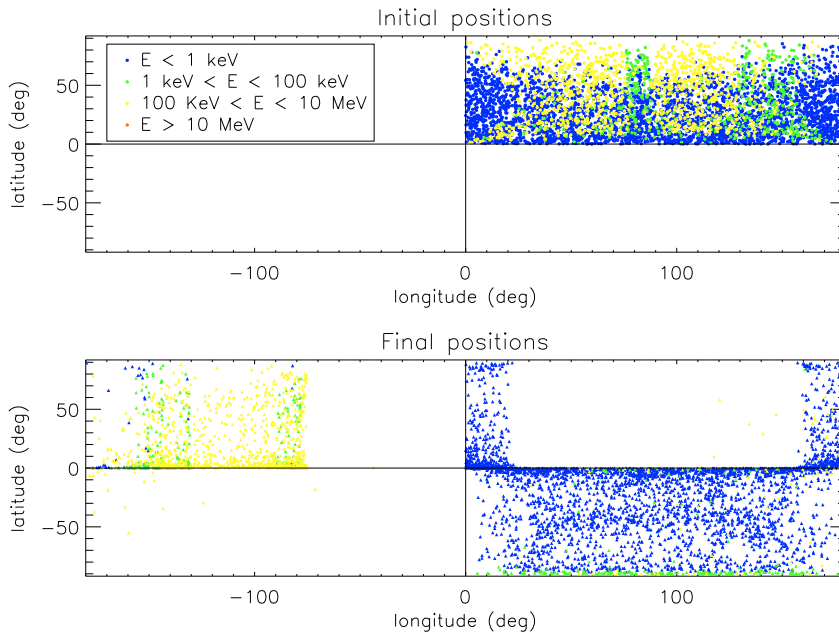 Initial positions
E < 1 keV
1 keV < E < 100 keV
100 KeV < E < 10 MeV
E > 10 MeV
50
0
−50
latitude (deg)
−100 0 100
longitude (deg)
Final positions
50
0
−50
latitude (deg)
−100 0 100
longitude (deg)